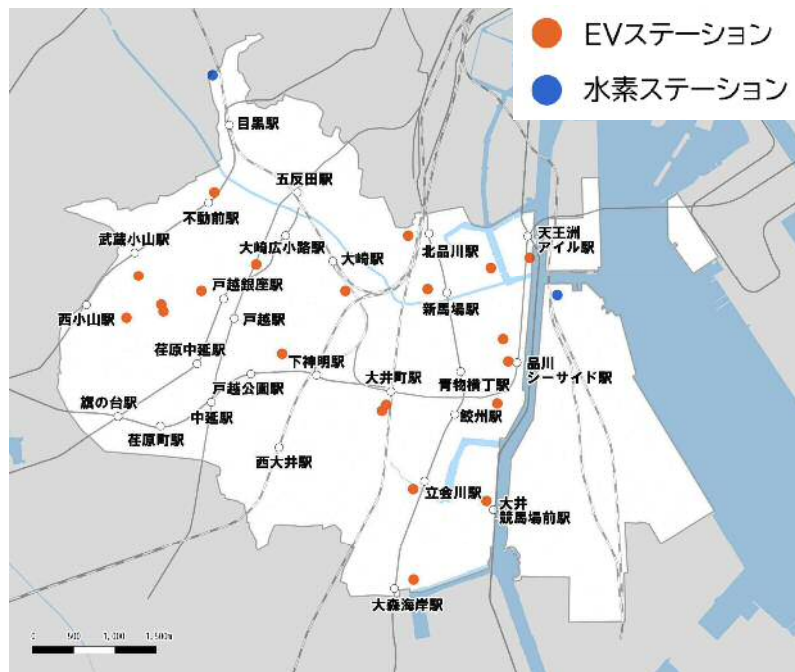 EVステーション
水素ステーション
目黒駅
五反田駅
不動前駅
武蔵小山駅
大崎広小路駅
大崎駅
北品川駅
天王洲
アイル駅
戸越銀座駅
新馬場駅
西小山駅
戸越駅
荏原中延駅
下神明駅
大井町駅
青物横丁駅
品川
シーサイド駅
戸越公園駅
旗の台駅
中延駅
鮫州駅
荏原町駅
西大井駅
立会川駅
大井
競馬場前駅
大森海岸駅
0 500 1,000 1,500m